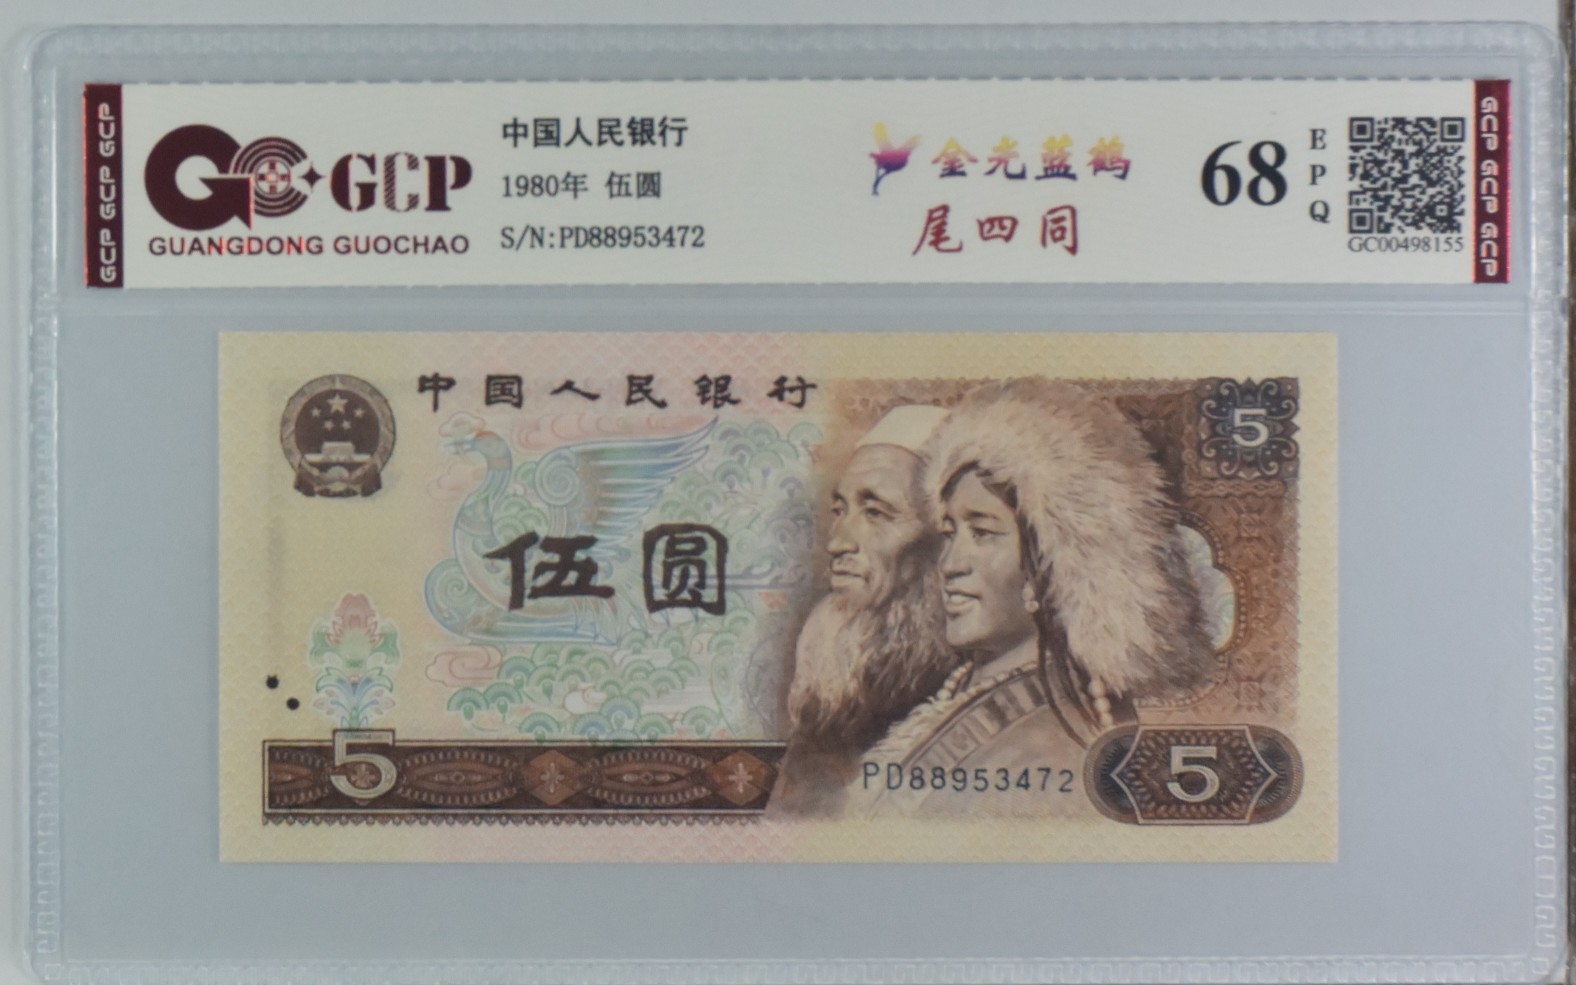 GCP GCP GCP
GCP
GUANGDONG GUOCHAO
中国人民银行
1980年 伍圆
S/N:PD88953472
金光蓝鹤
尾四同
68
EPQ
GC00498155
GCP GCP GCP
中国人民银行
5
伍圆
5
PD88953472
5